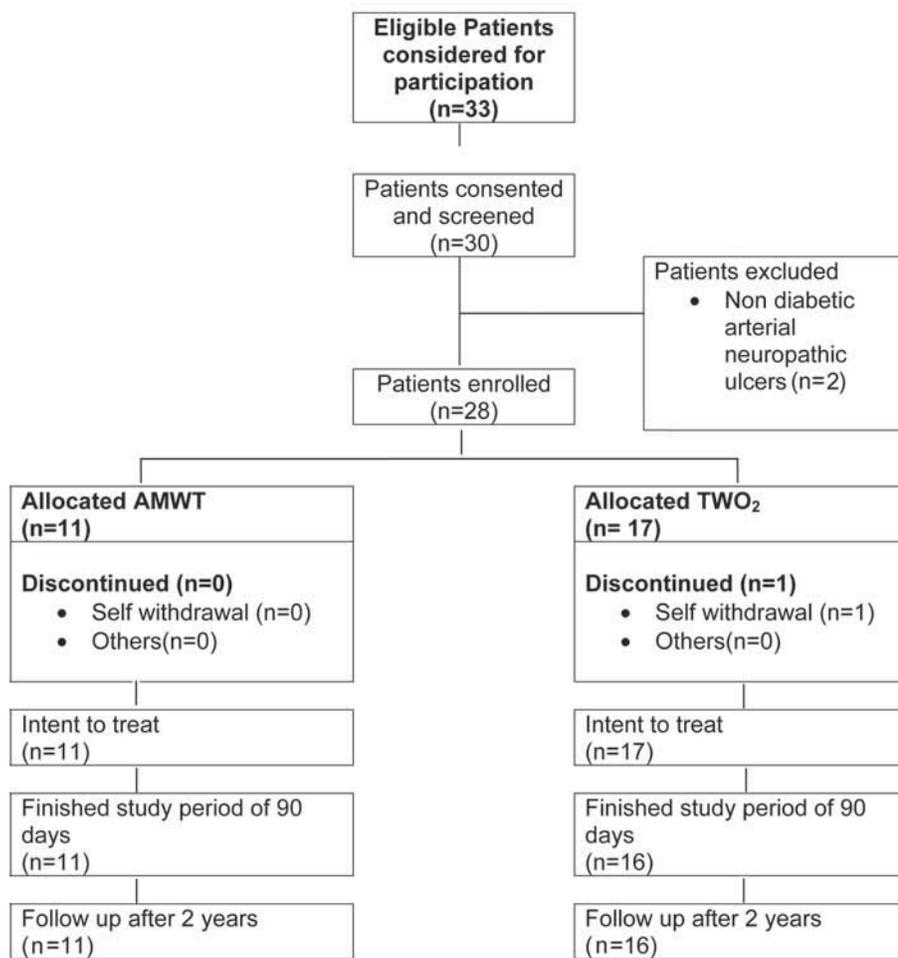 Eligible Patients
considered for
participation
(n=33)
Patients consented
and screened
(n=30)
Patients excluded
• Non diabetic
arterial
neuropathic
ulcers (n=2)
Patients enrolled
(n=28)
Allocated AMWT
(n=11)
Discontinued (n=0)
• Self withdrawal (n=0)
• Others(n=0)
Intent to treat
(n=11)
Finished study period of 90
days
(n=11)
Follow up after 2 years
(n=11)
Allocated TWO₂
(n= 17)
Discontinued (n=1)
• Self withdrawal (n=1)
• Others(n=0)
Intent to treat
(n=17)
Finished study period of 90
days
(n=16)
Follow up after 2 years
(n=16)